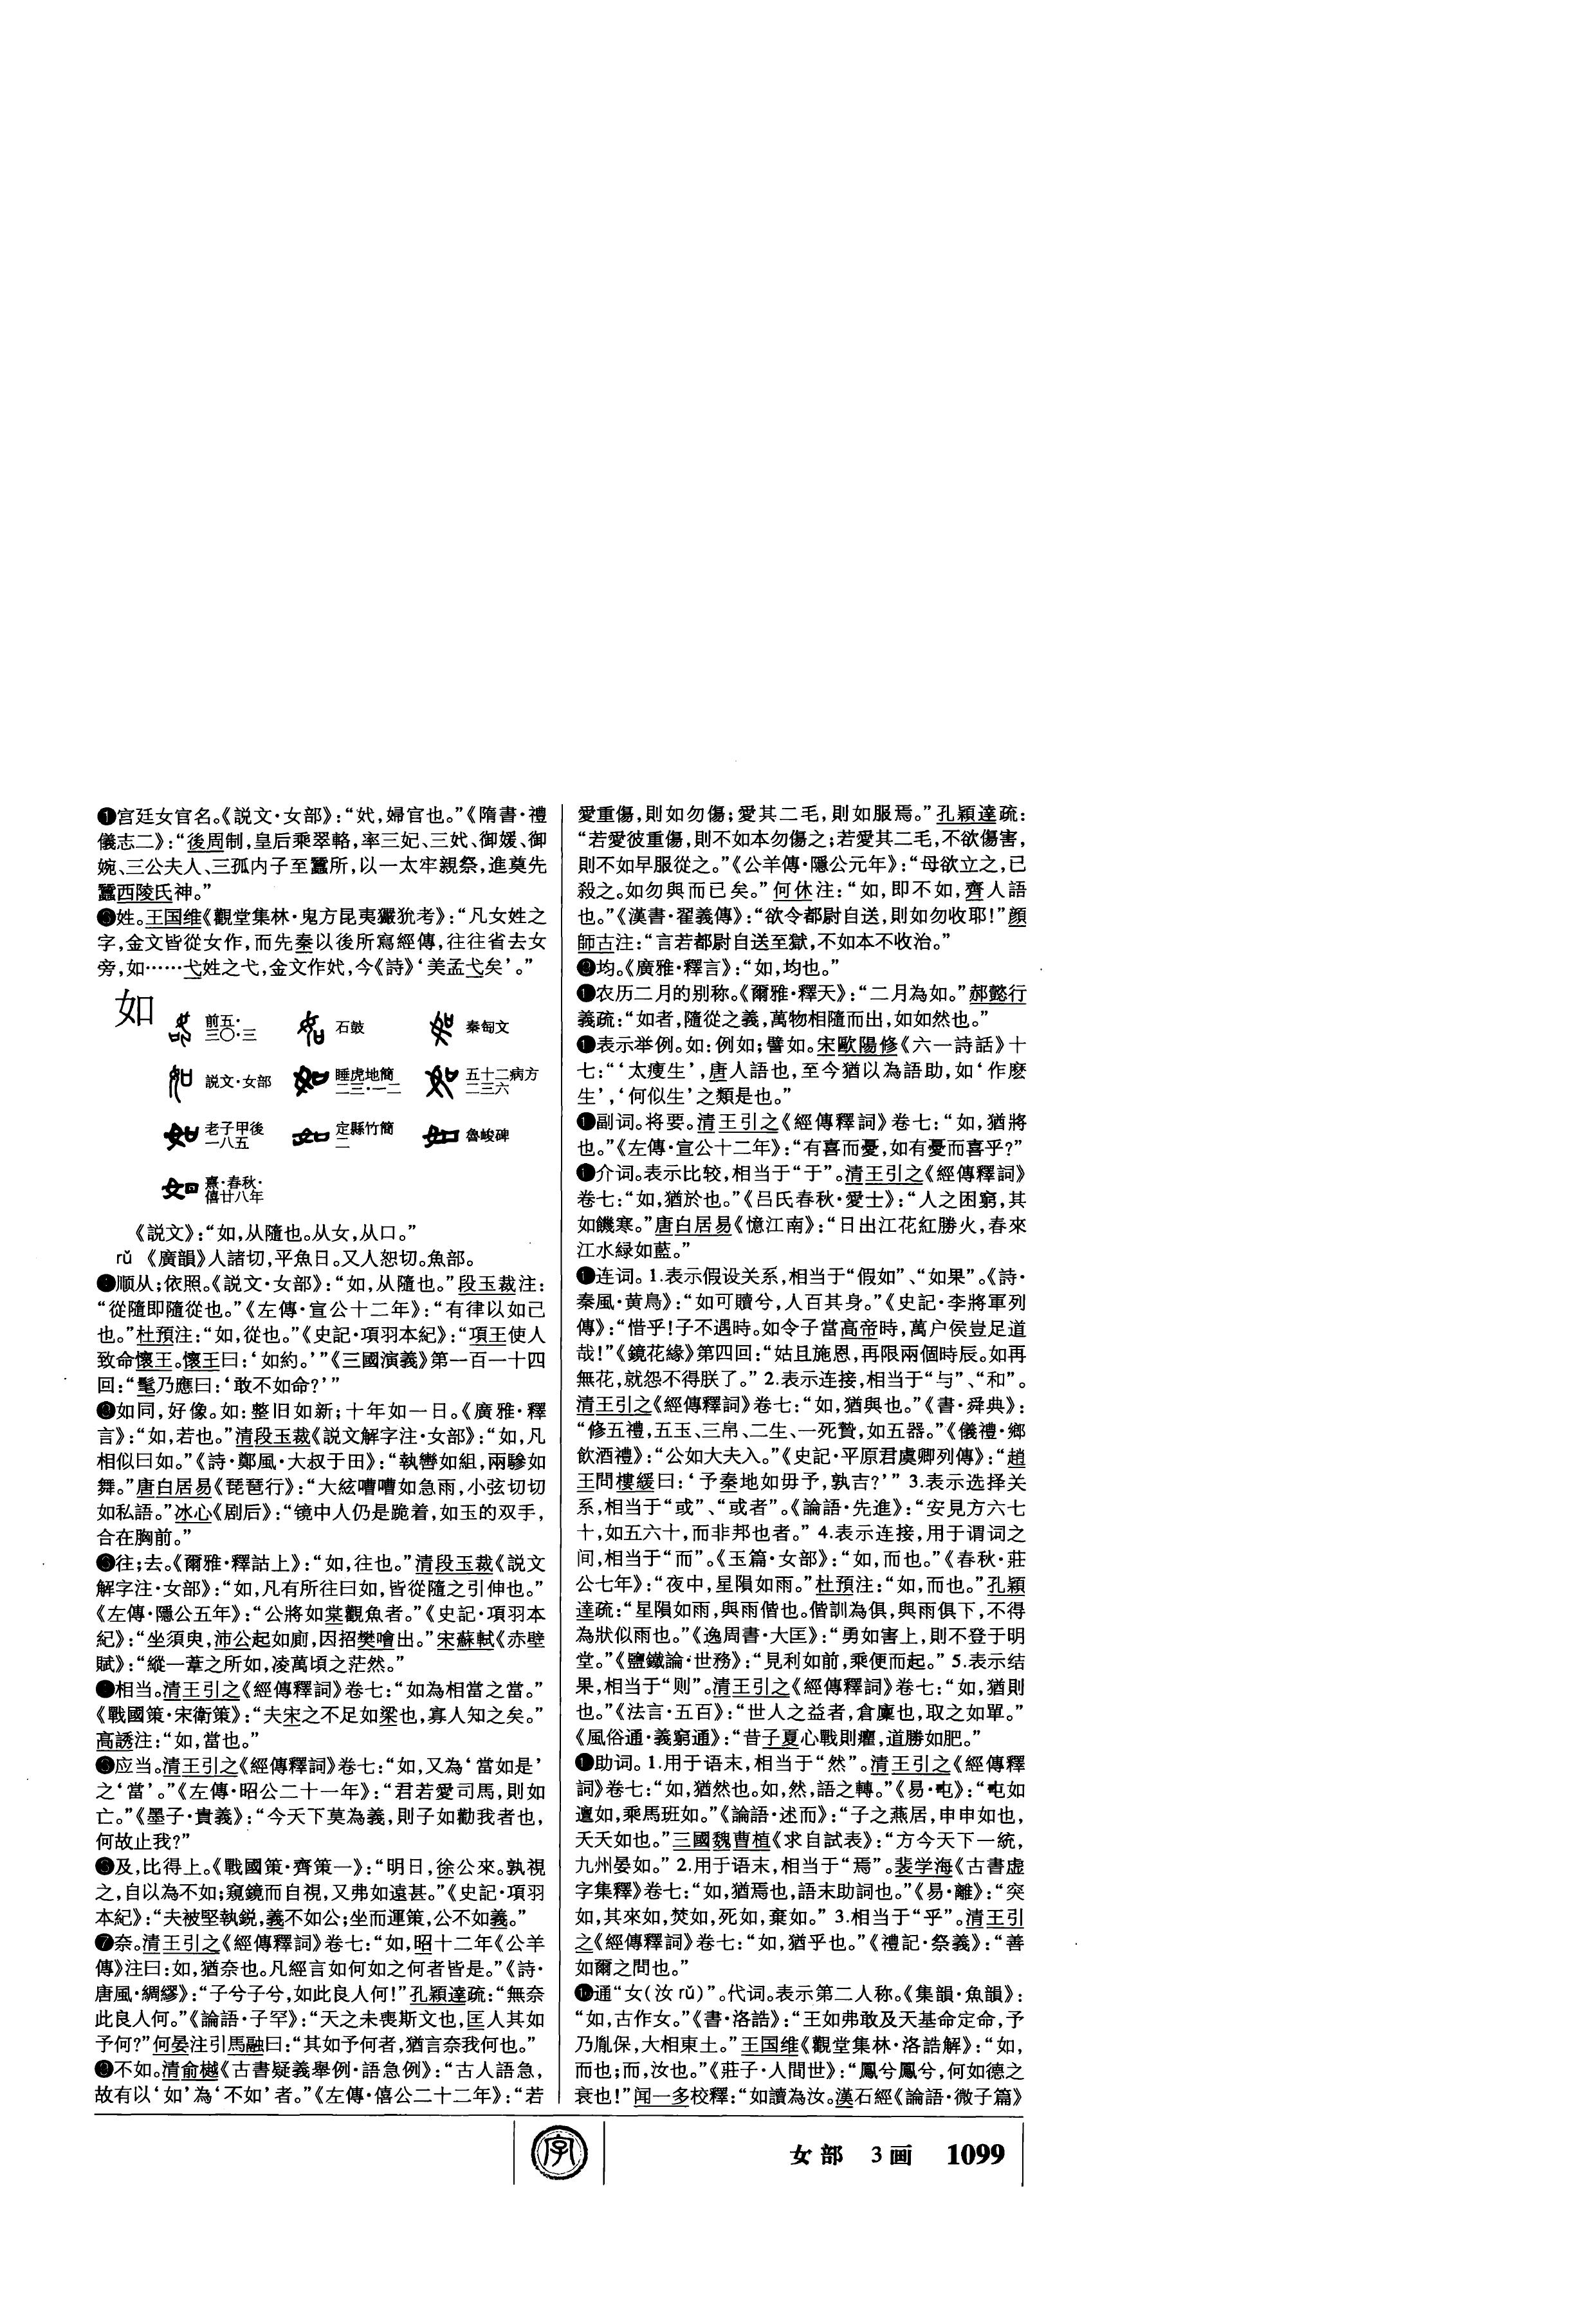 ❶宫廷女官名。《説文·女部》：“㚤，婦官也。”《隋書·禮
儀志二》：“後周制，皇后乘翠輅，率三妃、三㚤、御媛、御
婉、三公夫人、三孤内子至蠶所，以一太牢親祭，進奠先
蠶西陵氏神。”
姓。王国维《觀堂集林·鬼方昆夷玁狁考》：“凡女姓之
字，金文皆從女作，而先秦以後所寫經傳，往往省去女
旁，如……弋姓之弋，金文作㚤，今《詩》‘美孟弋矣’。”
如
前五·三〇·三 石鼓 秦匋文
説文·女部 睡虎地簡二三·一二 五十二病方二三六
老子甲後一八五 定縣竹簡二 魯峻碑
熹·春秋·僖廿八年
《説文》：“如，从隨也。从女，从口。”
rú 《廣韻》人諸切，平魚日。又人恕切。魚部。
顺从；依照。《説文·女部》：“如，从隨也。”段玉裁注：
“從隨即隨從也。”《左傳·宣公十二年》：“有律以如己
也。”杜預注：“如，從也。”《史記·項羽本紀》：“項王使人
致命懷王。懷王曰：‘如約。’”《三國演義》第一百一十四
回：“髦乃應曰：‘敢不如命？’”
如同，好像。如：整旧如新；十年如一日。《廣雅·釋
言》：“如，若也。”清段玉裁《説文解字注·女部》：“如，凡
相似曰如。”《詩·鄭風·大叔于田》：“執轡如組，兩驂如
舞。”唐白居易《琵琶行》：“大絃嘈嘈如急雨，小弦切切
如私語。”冰心《剧后》：“镜中人仍是跪着，如玉的双手，
合在胸前。”
❸往；去。《爾雅·釋詁上》：“如，往也。”清段玉裁《説文
解字注·女部》：“如，凡有所往曰如，皆從隨之引伸也。”
《左傳·隱公五年》：“公將如棠觀魚者。”《史記·項羽本
紀》：“坐須臾，沛公起如廁，因招樊噲出。”宋蘇軾《赤壁
賦》：“縱一葦之所如，凌萬頃之茫然。”
相当。清王引之《經傳釋詞》卷七：“如為相當之當。”
《戰國策·宋衛策》：“夫宋之不足如梁也，寡人知之矣。”
高誘注：“如，當也。”
❺应当。清王引之《經傳釋詞》卷七：“如，又為‘當如是’
之‘當’。”《左傳·昭公二十一年》：“君若愛司馬，則如
亡。”《墨子·貴義》：“今天下莫為義，則子如勸我者也，
何故止我？”
❻及，比得上。《戰國策·齊策一》：“明日，徐公來。孰視
之，自以為不如；窺鏡而自視，又弗如遠甚。”《史記·項羽
本紀》：“夫被堅執鋭，義不如公；坐而運策，公不如義。”
❼奈。清王引之《經傳釋詞》卷七：“如，昭十二年《公羊
傳》注曰：如，猶奈也。凡經言如何如之何者皆是。”《詩·
唐風·綢繆》：“子兮子兮，如此良人何！”孔穎達疏：“無奈
此良人何。”《論語·子罕》：“天之未喪斯文也，匡人其如
予何？”何晏注引馬融曰：“其如予何者，猶言奈我何也。”
不如。清俞樾《古書疑義舉例·語急例》：“古人語急，
故有以‘如’為‘不如’者。”《左傳·僖公二十二年》：“若
愛重傷，則如勿傷；愛其二毛，則如服焉。”孔穎達疏：
“若愛彼重傷，則不如本勿傷之；若愛其二毛，不欲傷害，
則不如早服從之。”《公羊傳·隱公元年》：“母欲立之，已
殺之。如勿與而已矣。”何休注：“如，即不如，齊人語
也。”《漢書·翟義傳》：“欲令都尉自送，則如勿收耶！”顔
師古注：“言若都尉自送至獄，不如本不收治。”
均。《廣雅·釋言》：“如，均也。”
农历二月的别称。《爾雅·釋天》：“二月為如。”郝懿行
義疏：“如者，隨從之義，萬物相隨而出，如如然也。”
表示举例。如：例如；譬如。宋歐陽修《六一詩話》十
七：“‘太瘦生’，唐人語也，至今猶以為語助，如‘作麽
生’，‘何似生’之類是也。”
副词。将要。清王引之《經傳釋詞》卷七：“如，猶將
也。”《左傳·宣公十二年》：“有喜而憂，如有憂而喜乎？”
介词。表示比较，相当于“于”。清王引之《經傳釋詞》
卷七：“如，猶於也。”《吕氏春秋·愛士》：“人之困窮，其
如饑寒。”唐白居易《憶江南》：“日出江花紅勝火，春來
江水緑如藍。”
连词。1.表示假设关系，相当于“假如”、“如果”。《詩·
秦風·黄鳥》：“如可贖兮，人百其身。”《史記·李將軍列
傳》：“惜乎！子不遇時。如令子當高帝時，萬户侯豈足道
哉！”《鏡花緣》第四回：“姑且施恩，再限兩個時辰。如再
無花，就怨不得朕了。”2.表示连接，相当于“与”、“和”。
清王引之《經傳釋詞》卷七：“如，猶與也。”《書·舜典》：
“修五禮，五玉、三帛、二生、一死贄，如五器。”《儀禮·鄉
飲酒禮》：“公如大夫入。”《史記·平原君虞卿列傳》：“趙
王問樓緩曰：‘予秦地如毋予，孰吉？’”3.表示选择关
系，相当于“或”、“或者”。《論語·先進》：“安見方六七
十，如五六十，而非邦也者。”4.表示连接，用于谓词之
间，相当于“而”。《玉篇·女部》：“如，而也。”《春秋·莊
公七年》：“夜中，星隕如雨。”杜預注：“如，而也。”孔穎
達疏：“星隕如雨，與雨偕也。偕訓為俱，與雨俱下，不得
為狀似雨也。”《逸周書·大匡》：“勇如害上，則不登于明
堂。”《鹽鐵論·世務》：“見利如前，乘便而起。”5.表示结
果，相当于“则”。清王引之《經傳釋詞》卷七：“如，猶則
也。”《法言·五百》：“世人之益者，倉廩也，取之如單。”
《風俗通·義窮通》：“昔子夏心戰則癯，道勝如肥。”
助词。1.用于语末，相当于“然”。清王引之《經傳釋
詞》卷七：“如，猶然也。如，然，語之轉。”《易·屯》：“屯如
邅如，乘馬班如。”《論語·述而》：“子之燕居，申申如也，
夭夭如也。”三國魏曹植《求自試表》：“方今天下一統，
九州晏如。”2.用于语末，相当于“焉”。裴学海《古書虚
字集釋》卷七：“如，猶焉也，語末助詞也。”《易·離》：“突
如，其來如，焚如，死如，棄如。”3.相当于“乎”。清王引
之《經傳釋詞》卷七：“如，猶乎也。”《禮記·祭義》：“善
如爾之問也。”
通“女（汝rǔ）”。代词。表示第二人称。《集韻·魚韻》：
“如，古作女。”《書·洛誥》：“王如弗敢及天基命定命，予
乃胤保，大相東土。”王国维《觀堂集林·洛誥解》：“如，
而也；而，汝也。”《莊子·人間世》：“鳳兮鳳兮，何如德之
衰也！”闻一多校釋：“如讀為汝。漢石經《論語·微子篇》
字
女部 3画 1099